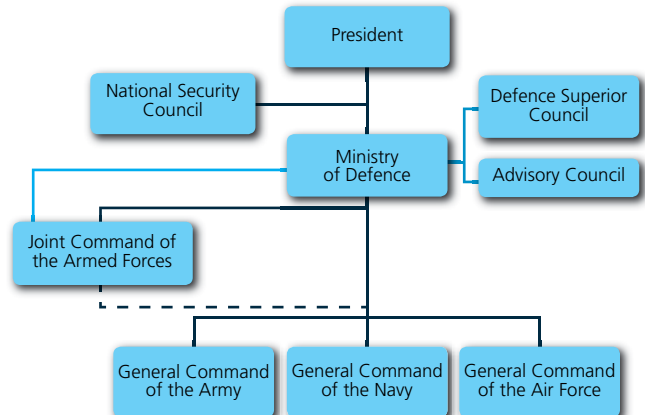 President
National Security
Council
Defence Superior
Council
Ministry
of Defence
Advisory Council
Joint Command of
the Armed Forces
General Command
of the Army
General Command
of the Navy
General Command
of the Air Force